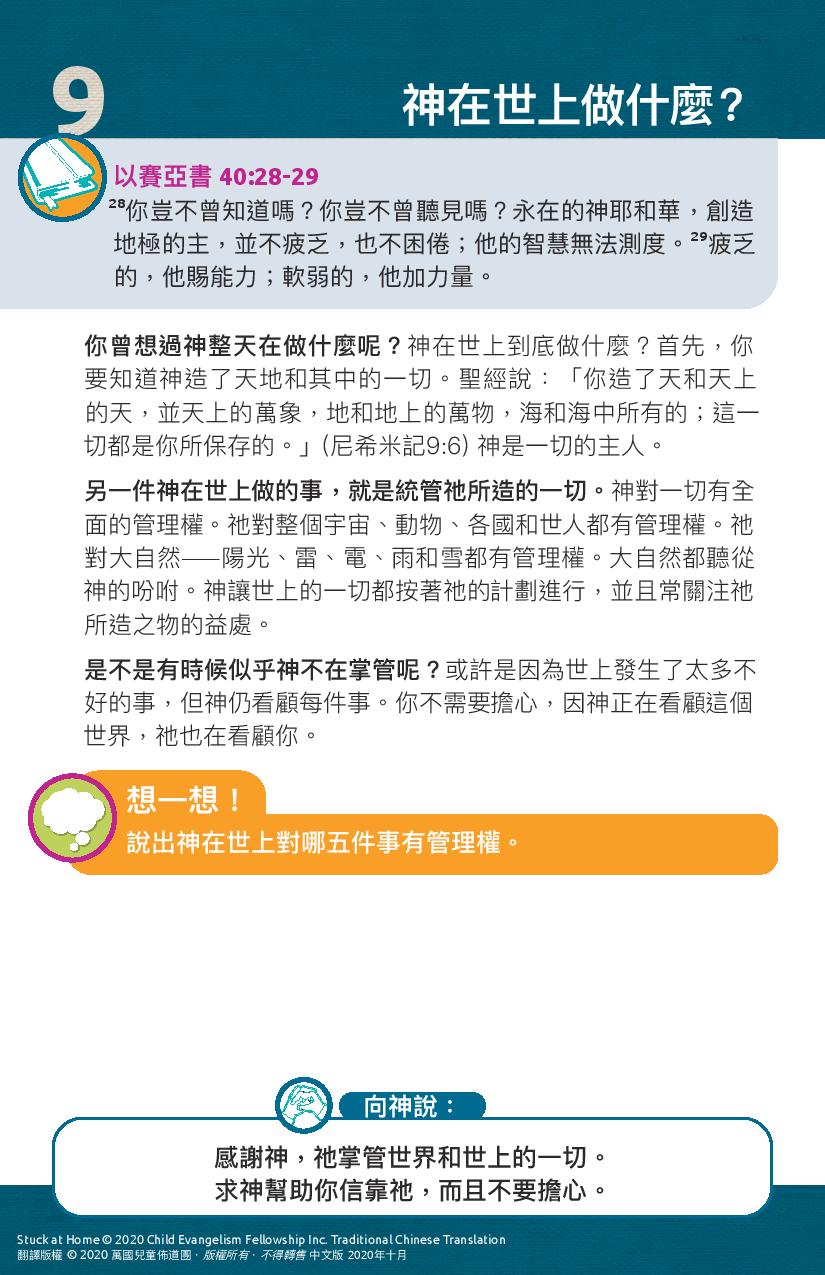 9
神在世上做什麼？
以賽亞書 40:28-29
²⁸你豈不曾知道嗎？你豈不曾聽見嗎？永在的神耶和華，創造
地極的主，並不疲乏，也不困倦；他的智慧無法測度。²⁹疲乏
的，他賜能力；軟弱的，他加力量。
你曾想過神整天在做什麼呢？神在世上到底做什麼？首先，你
要知道神造了天地和其中的一切。聖經說：「你造了天和天上
的天，並天上的萬象，地和地上的萬物，海和海中所有的；這一
切都是你所保存的。」(尼希米記9:6) 神是一切的主人。
另一件神在世上做的事，就是統管祂所造的一切。神對一切有全
面的管理權。祂對整個宇宙、動物、各國和世人都有管理權。祂
對大自然——陽光、雷、電、雨和雪都有管理權。大自然都聽從
神的吩咐。神讓世上的一切都按著祂的計劃進行，並且常關注祂
所造之物的益處。
是不是有時候似乎神不在掌管呢？或許是因為世上發生了太多不
好的事，但神仍看顧每件事。你不需要擔心，因神正在看顧這個
世界，祂也在看顧你。
想一想！
說出神在世上對哪五件事有管理權。
向神說：
感謝神，祂掌管世界和世上的一切。
求神幫助你信靠祂，而且不要擔心。
Stuck at Home © 2020 Child Evangelism Fellowship Inc. Traditional Chinese Translation
翻譯版權 © 2020 萬國兒童佈道團．版權所有．不得轉售 中文版 2020年十月